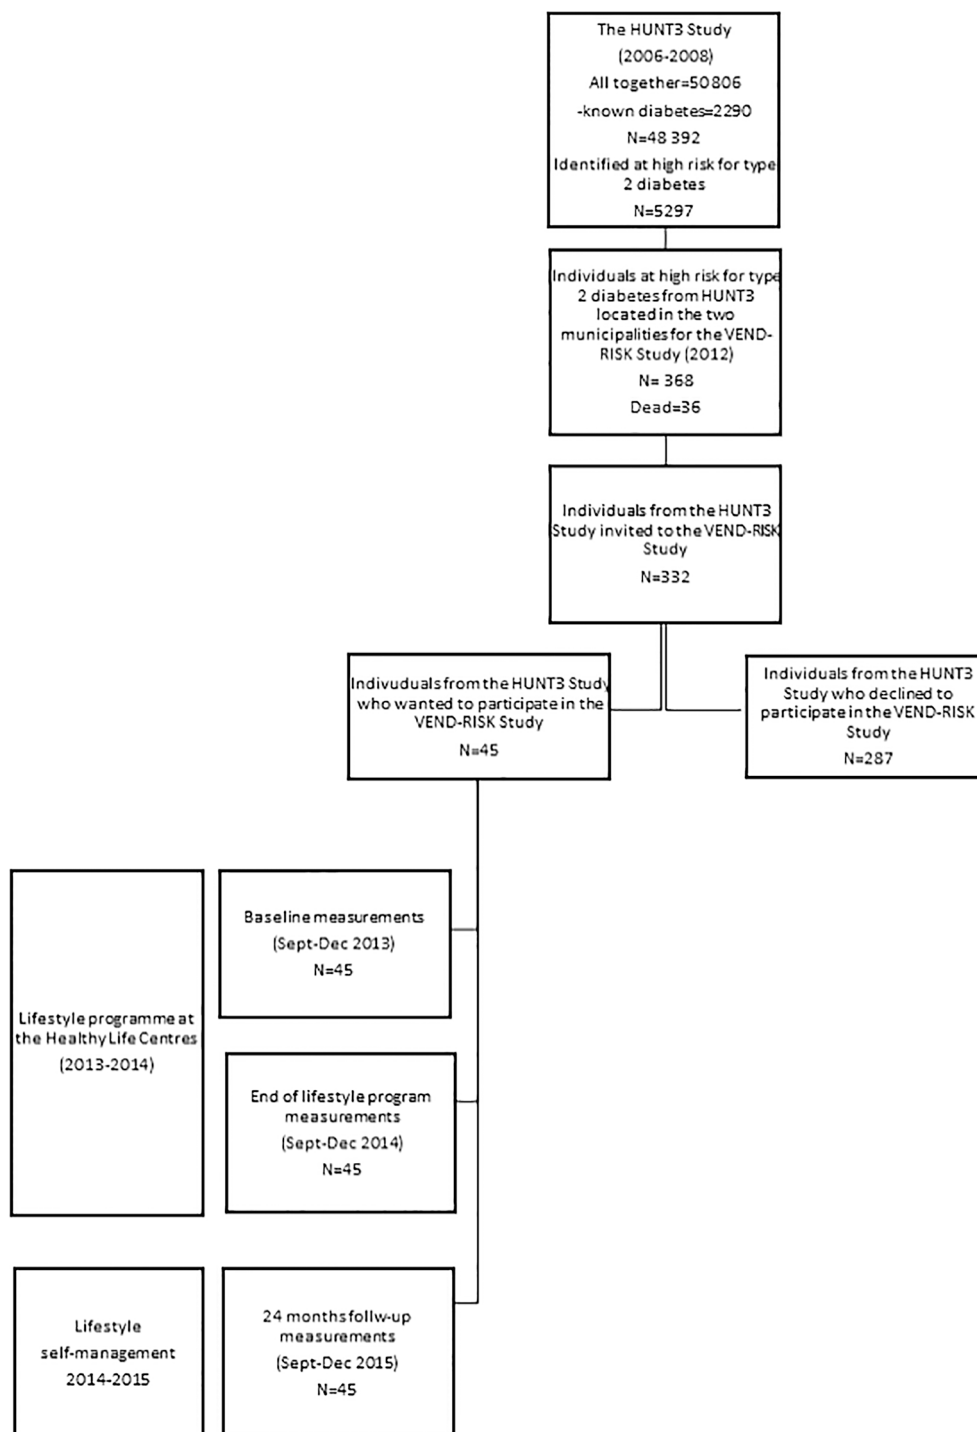 The HUNT3 Study
(2006-2008)
All together=50806
-known diabetes=2290
N=48 392
Identified at high risk for type
2 diabetes
N=5297
Individuals at high risk for type
2 diabetes from HUNT3
located in the two
municipalities for the VEND-
RISK Study (2012)
N= 368
Dead=36
Individuals from the HUNT3
Study invited to the VEND-RISK
Study
N=332
Indivuduals from the HUNT3 Study
who wanted to participate in the
VEND-RISK Study
N=45
Individuals from the HUNT3
Study who declined to
participate in the VEND-RISK
Study
N=287
Lifestyle programme at
the Healthy Life Centres
(2013-2014)
Baseline measurements
(Sept-Dec 2013)
N=45
End of lifestyle program
measurements
(Sept-Dec 2014)
N=45
Lifestyle
self-management
2014-2015
24 months follw-up
measurements
(Sept-Dec 2015)
N=45